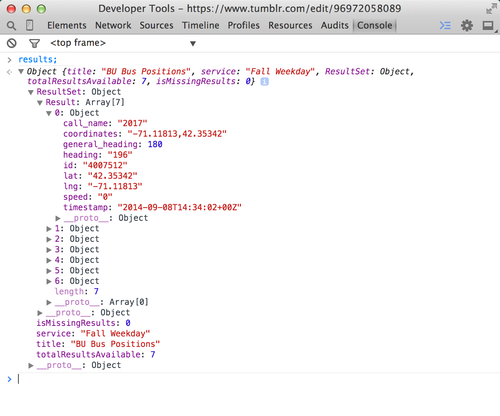 Developer Tools - https://www.tumblr.com/edit/96972058089
Elements Network Sources Timeline Profiles Resources Audits Console
<top frame>
results;
Object {title: "BU Bus Positions", service: "Fall Weekday", ResultSet: Object,
totalResultsAvailable: 7, isMissingResults: 0}
ResultSet: Object
Result: Array[7]
0: Object
call_name: "2017"
coordinates: "-71.11813,42.35342"
general_heading: 180
heading: "196"
id: "4007512"
lat: "42.35342"
lng: "-71.11813"
speed: "0"
timestamp: "2014-09-08T14:34:02+00Z"
__proto__: Object
1: Object
2: Object
3: Object
4: Object
5: Object
6: Object
length: 7
__proto__: Array[0]
__proto__: Object
isMissingResults: 0
service: "Fall Weekday"
title: "BU Bus Positions"
totalResultsAvailable: 7
__proto__: Object